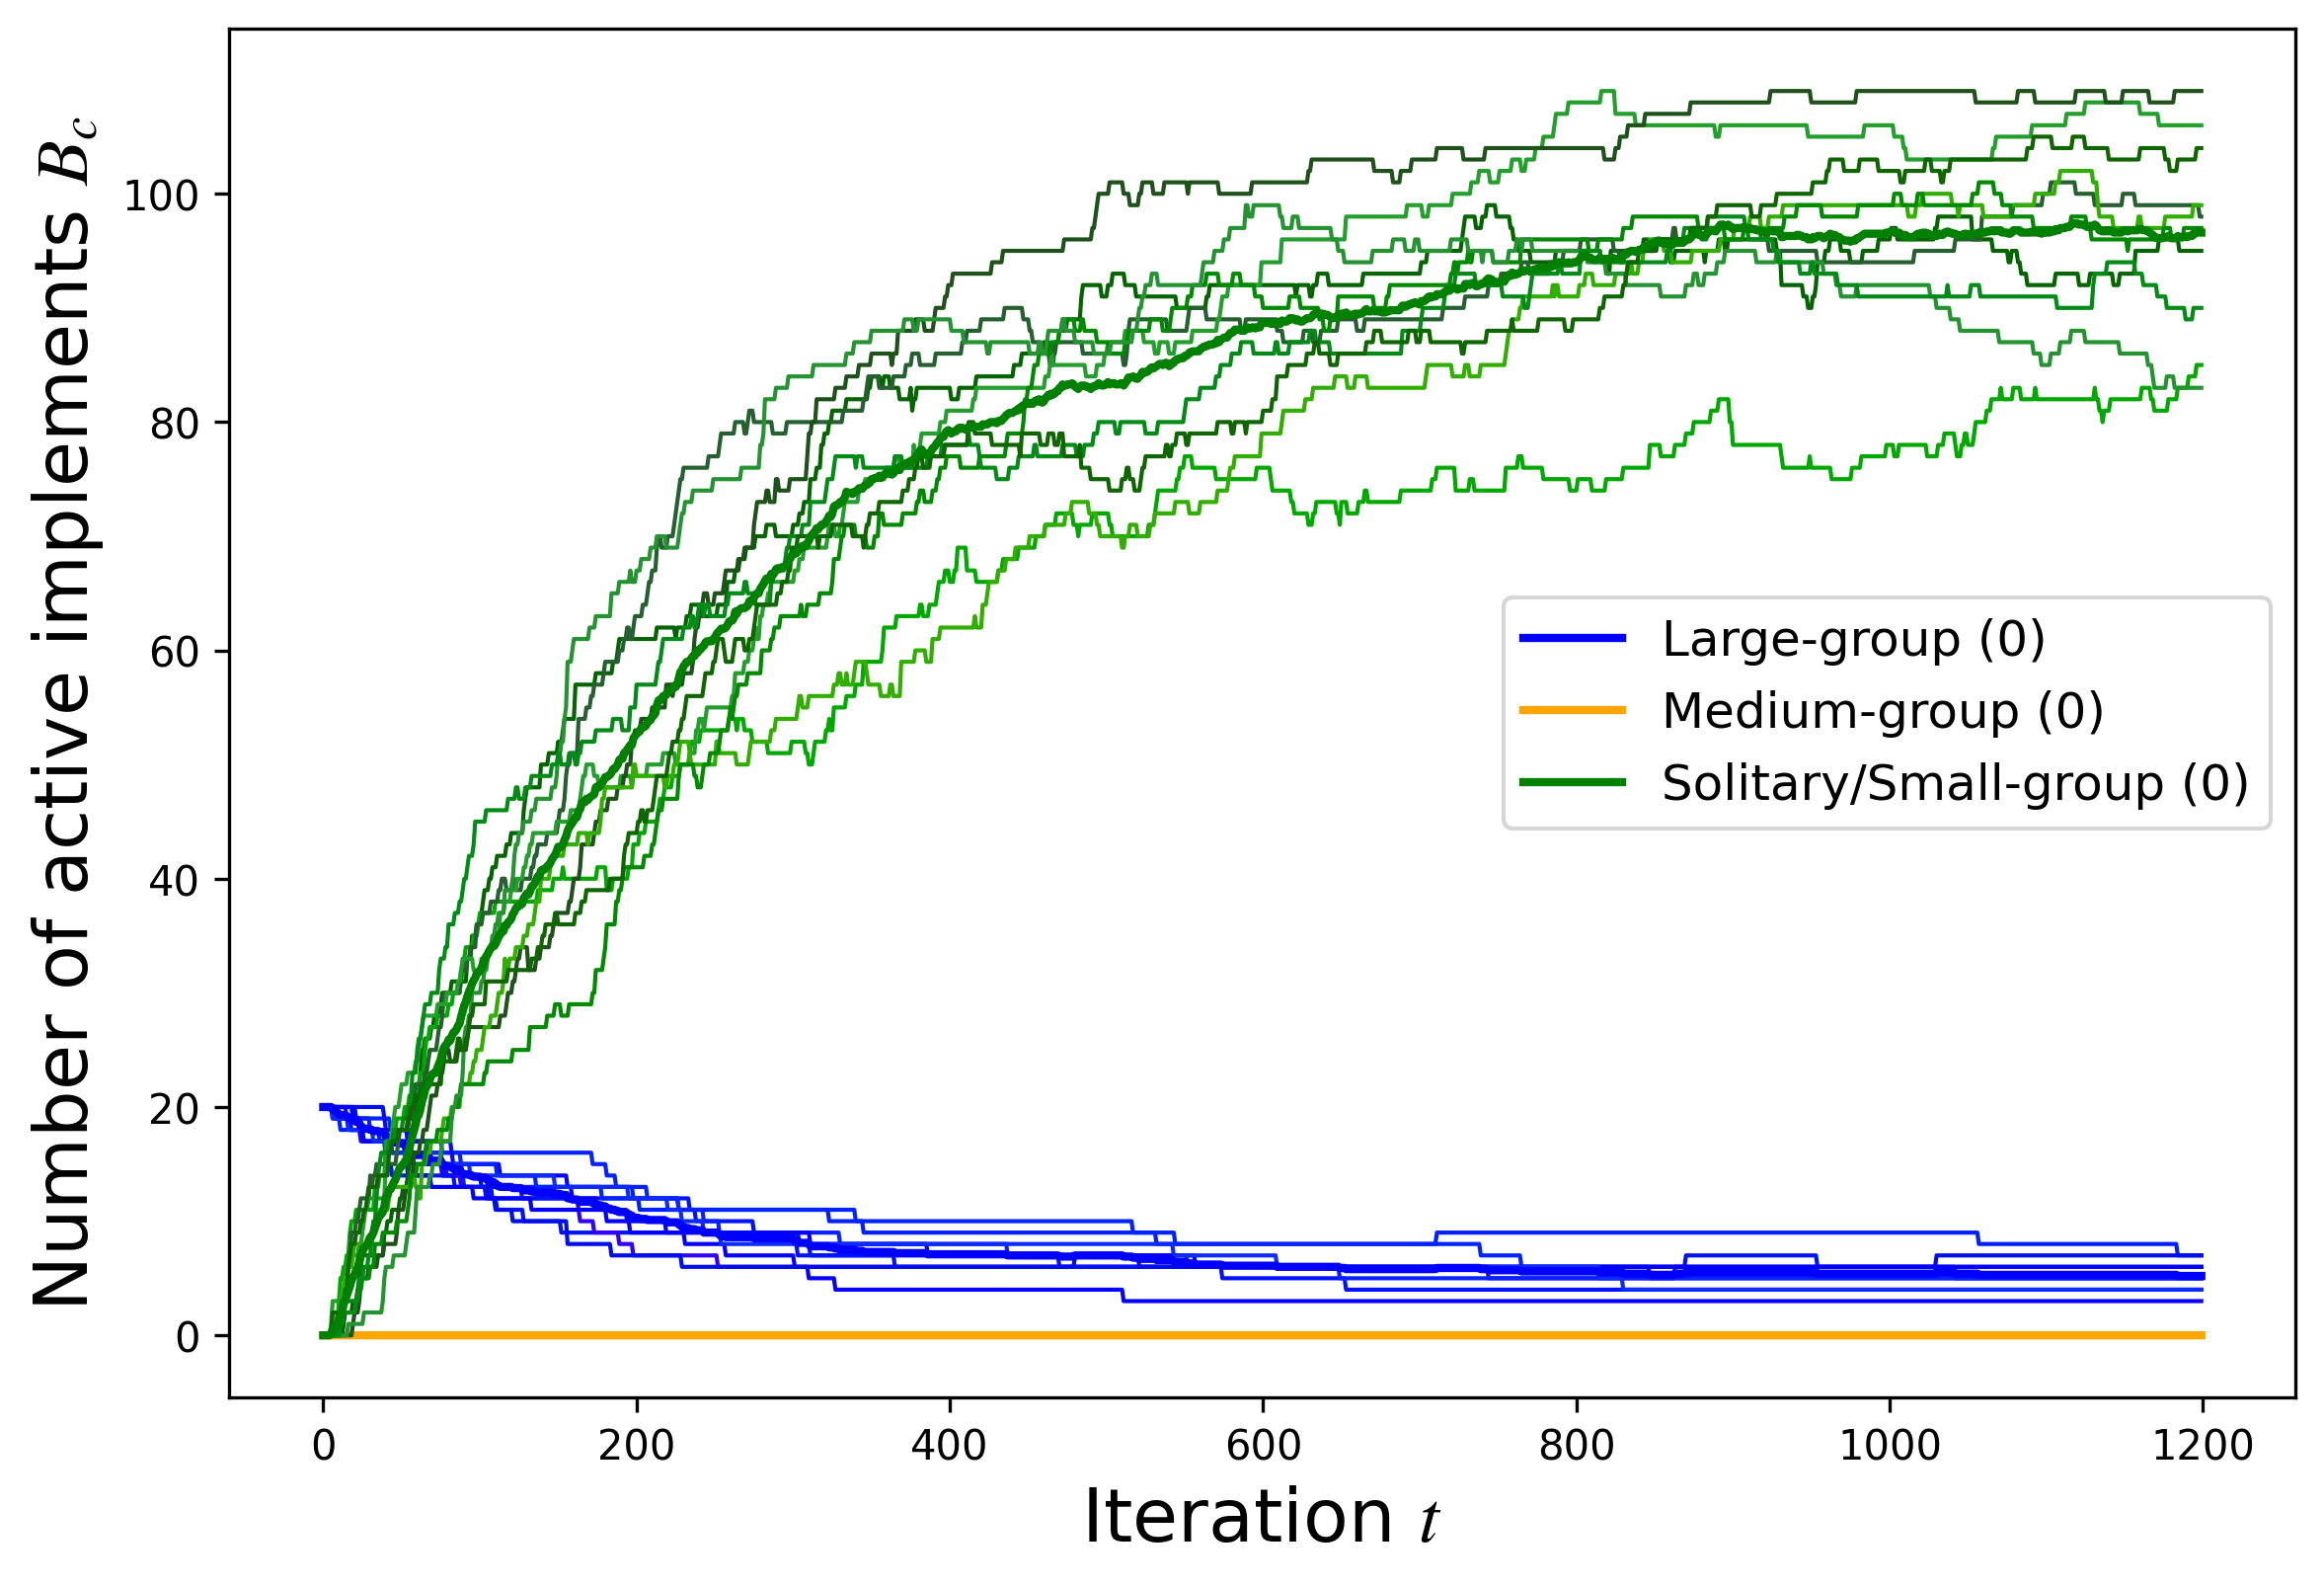 Number of active implements B_c
100
80
60
40
20
0
0 200 400 600 800 1000 1200
Iteration t
Large-group (0)
Medium-group (0)
Solitary/Small-group (0)